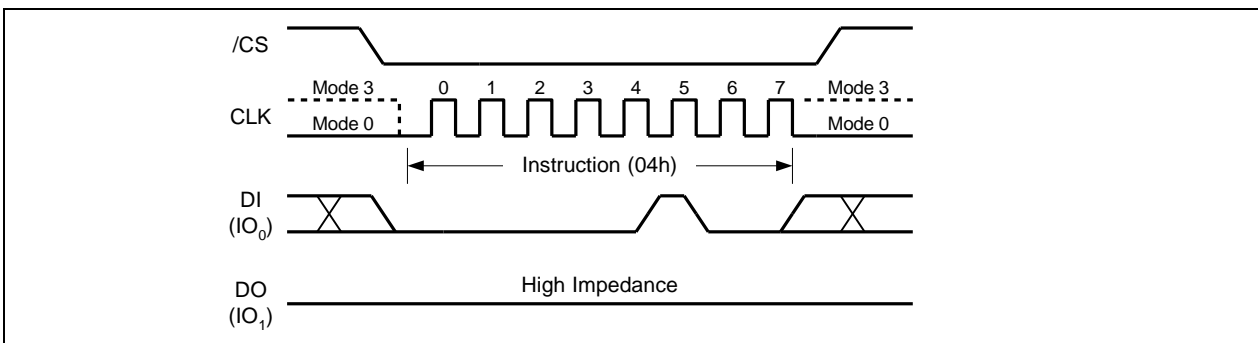 /CS
Mode 3 0 1 2 3 4 5 6 7 Mode 3
CLK
Mode 0 Mode 0
Instruction (04h)
DI
(IO₀)
High Impedance
DO
(IO₁)